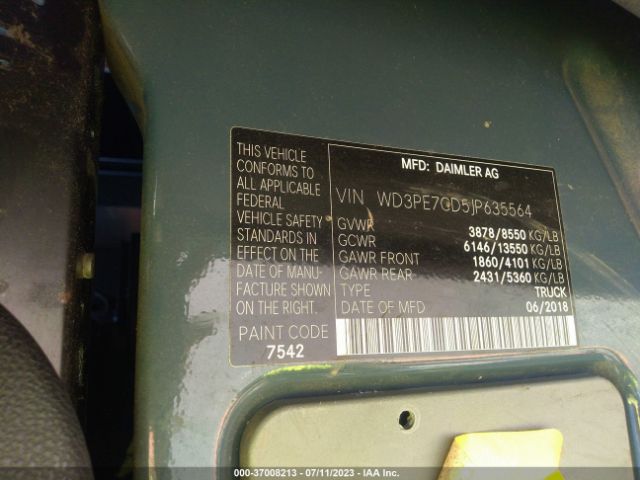 THIS VEHICLE
CONFORMS TO
ALL APPLICABLE
FEDERAL
VEHICLE SAFETY
STANDARDS IN
EFFECT ON THE
DATE OF MANU-
FACTURE SHOWN
ON THE RIGHT.
PAINT CODE
7542
MFD: DAIMLER AG
VIN WD3PE7CD5JP635564
GVWR 3878/8550 KG/LB
GCWR 6146/13550 KG/LB
GAWR FRONT 1860/4101 KG/LB
GAWR REAR 2431/5360 KG/LB
TYPE TRUCK
DATE OF MFD 06/2018
000-37008213 - 07/11/2023 - IAA Inc.